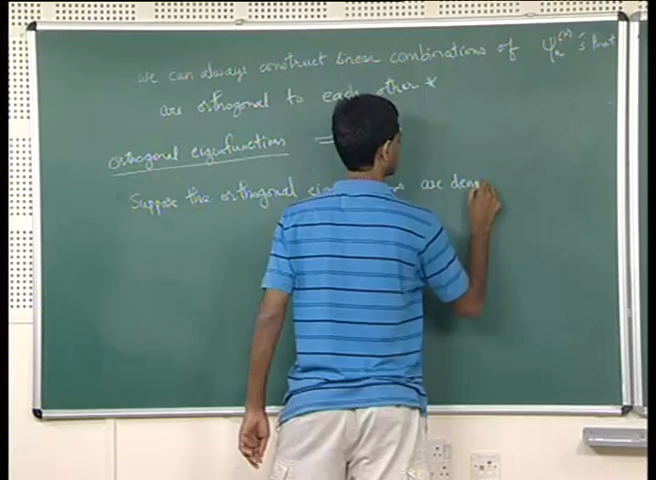 We can always construct linear combinations of ψₙ⁽ᵅ⁾'s that
are orthogonal to each other *
orthogonal eigenfunctions
Suppose the orthogonal are